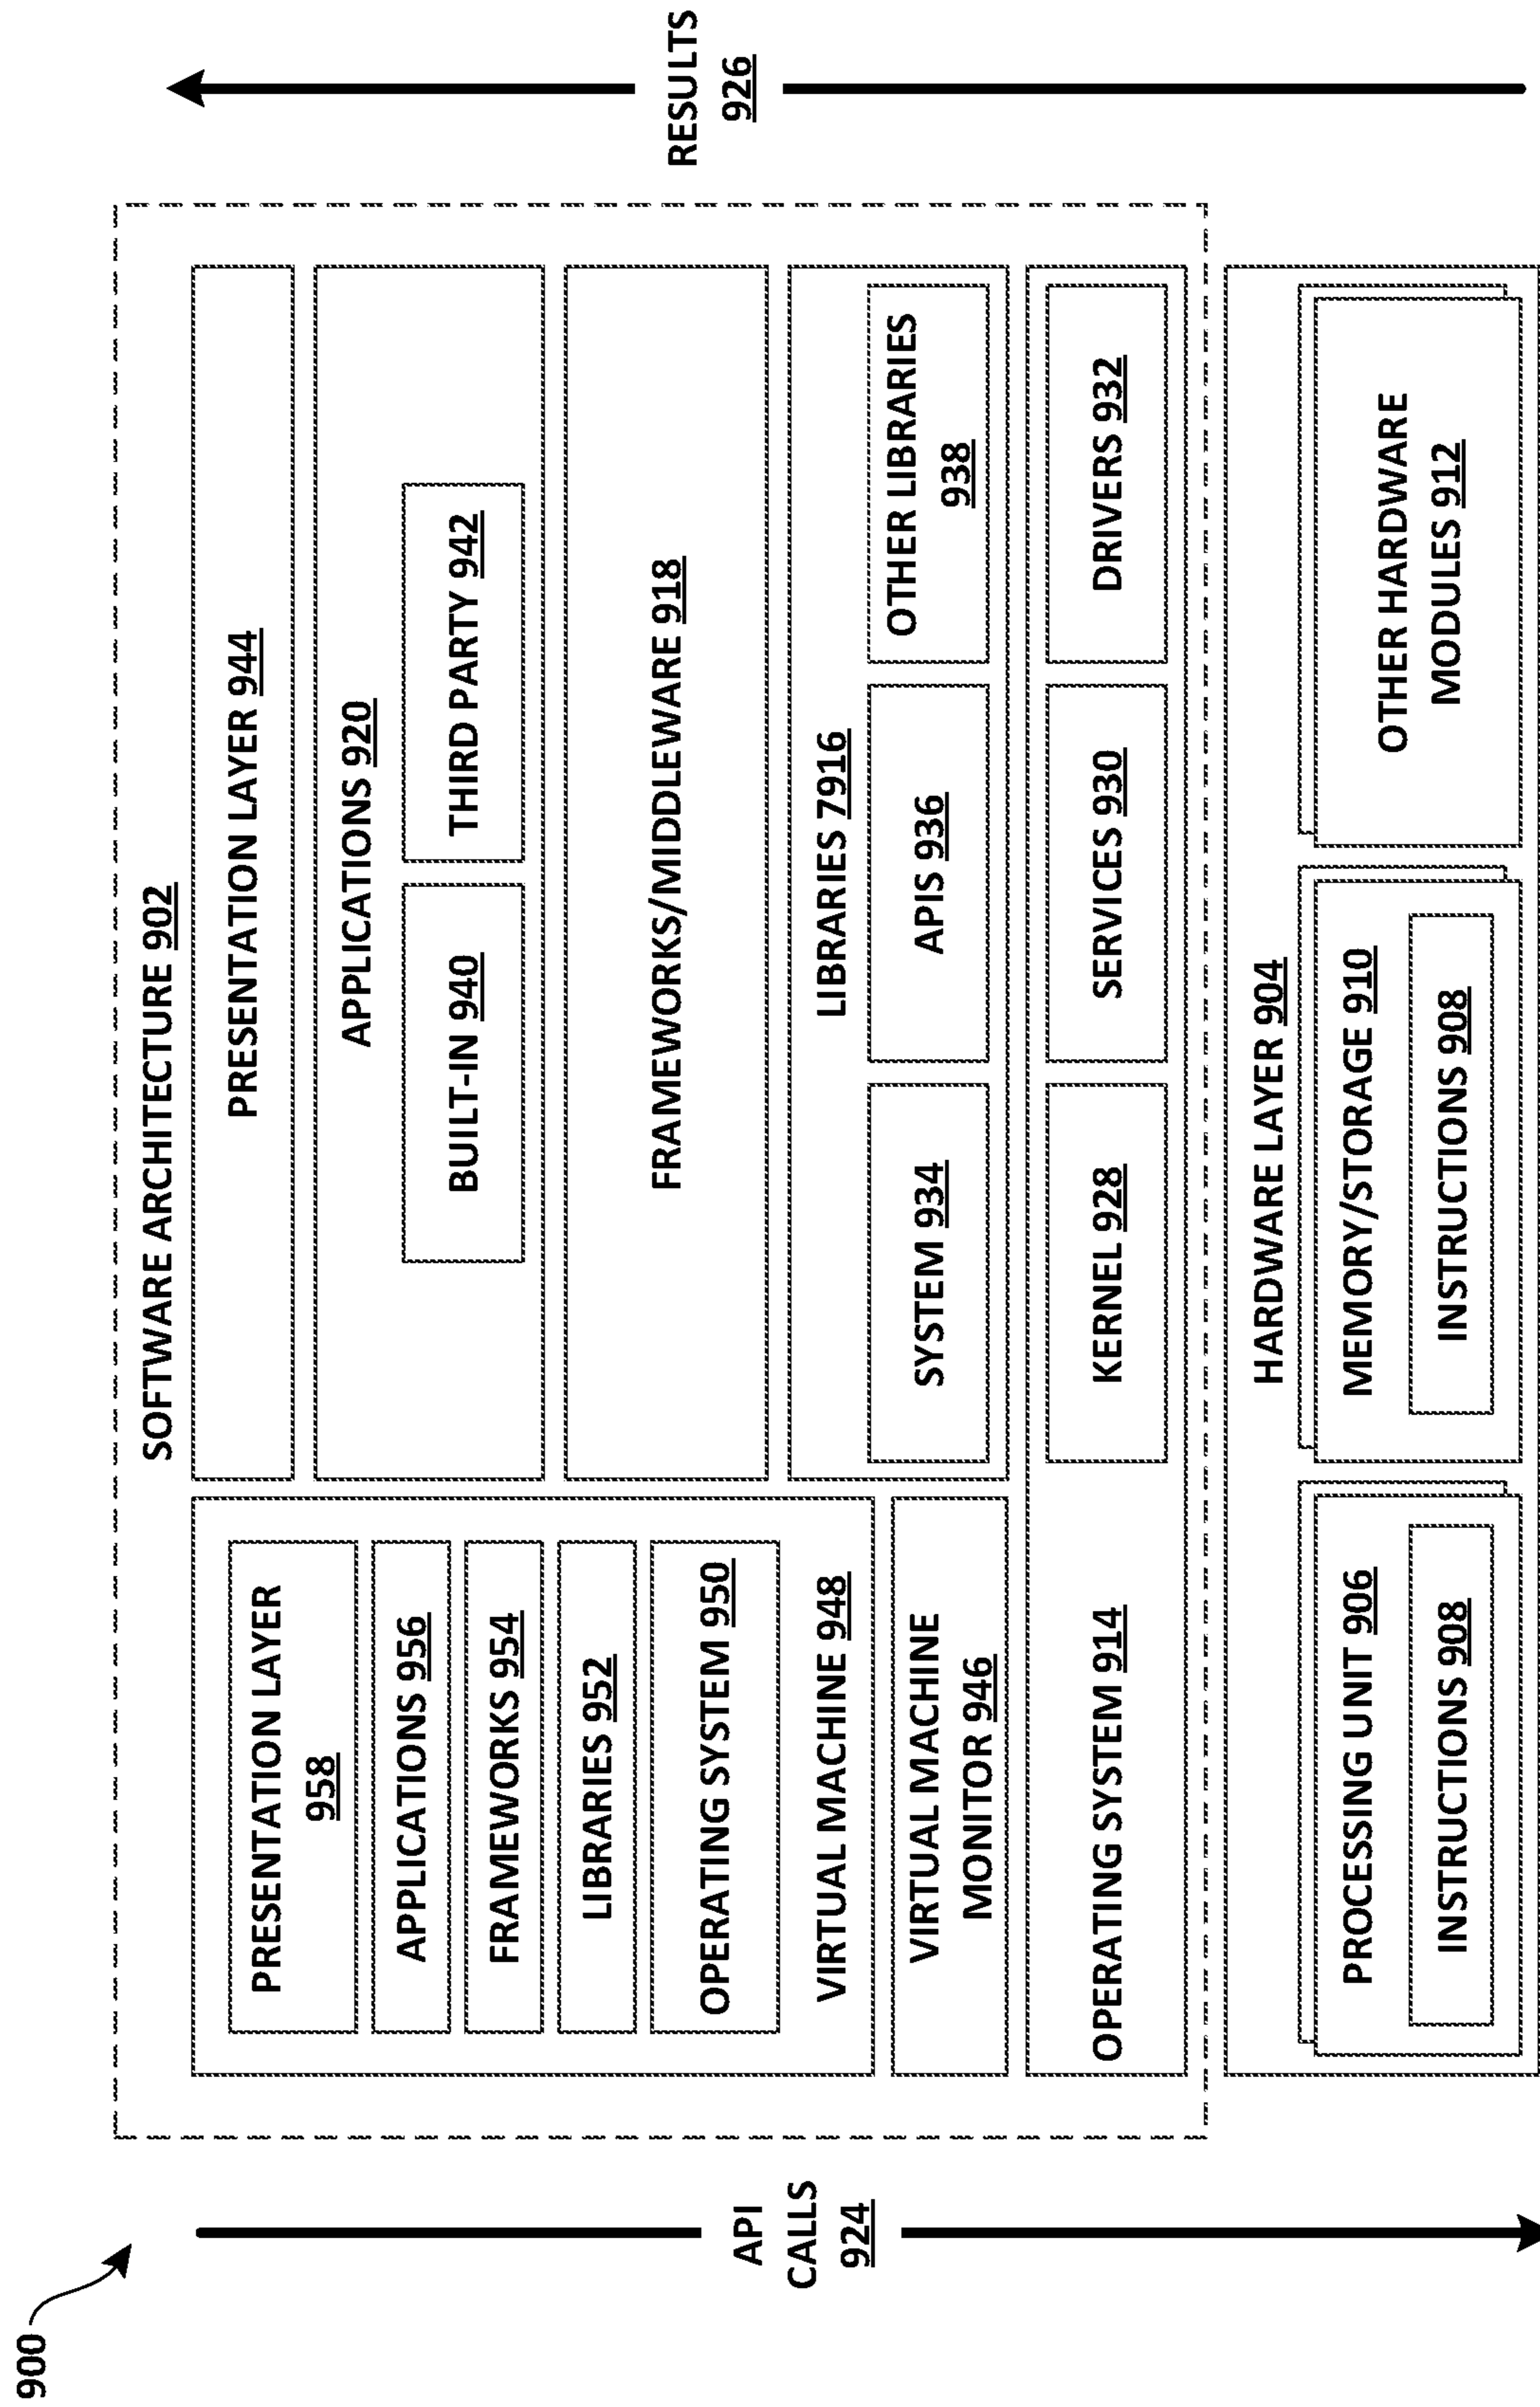 900
SOFTWARE ARCHITECTURE 902
PRESENTATION LAYER
958
APPLICATIONS 956
FRAMEWORKS 954
LIBRARIES 952
OPERATING SYSTEM 950
VIRTUAL MACHINE 948
VIRTUAL MACHINE
MONITOR 946
PRESENTATION LAYER 944
APPLICATIONS 920
BUILT-IN 940
THIRD PARTY 942
FRAMEWORKS/MIDDLEWARE 918
LIBRARIES 7916
SYSTEM 934
APIS 936
OTHER LIBRARIES
938
OPERATING SYSTEM 914
KERNEL 928
SERVICES 930
DRIVERS 932
HARDWARE LAYER 904
PROCESSING UNIT 906
INSTRUCTIONS 908
MEMORY/STORAGE 910
INSTRUCTIONS 908
OTHER HARDWARE
MODULES 912
API
CALLS
924
RESULTS
926